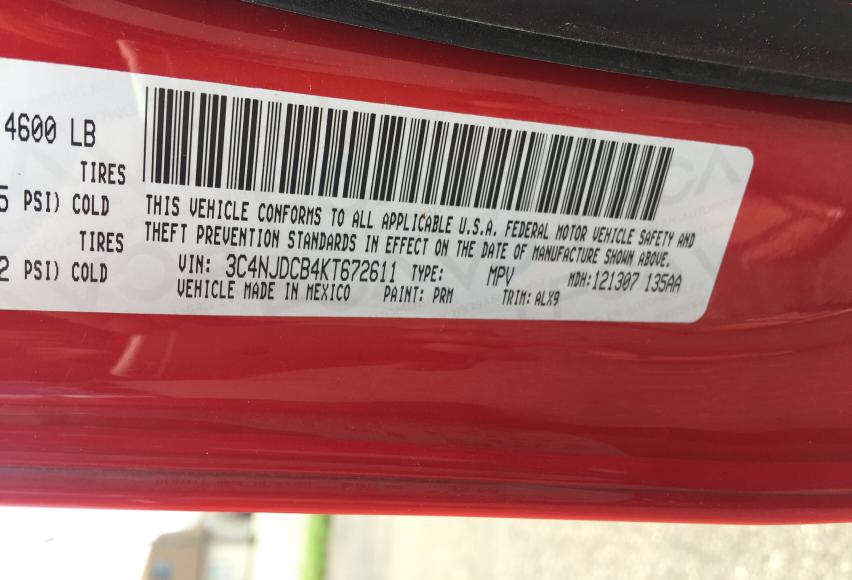 4600 LB
TIRES
5 PSI) COLD
TIRES
2 PSI) COLD
THIS VEHICLE CONFORMS TO ALL APPLICABLE U.S.A. FEDERAL MOTOR VEHICLE SAFETY AND
THEFT PREVENTION STANDARDS IN EFFECT ON THE DATE OF MANUFACTURE SHOWN ABOVE.
VIN: 3C4NJDCB4KT672611 TYPE: MPV MDH:121307 135AA
VEHICLE MADE IN MEXICO PAINT: PRM TRIM: ALX9